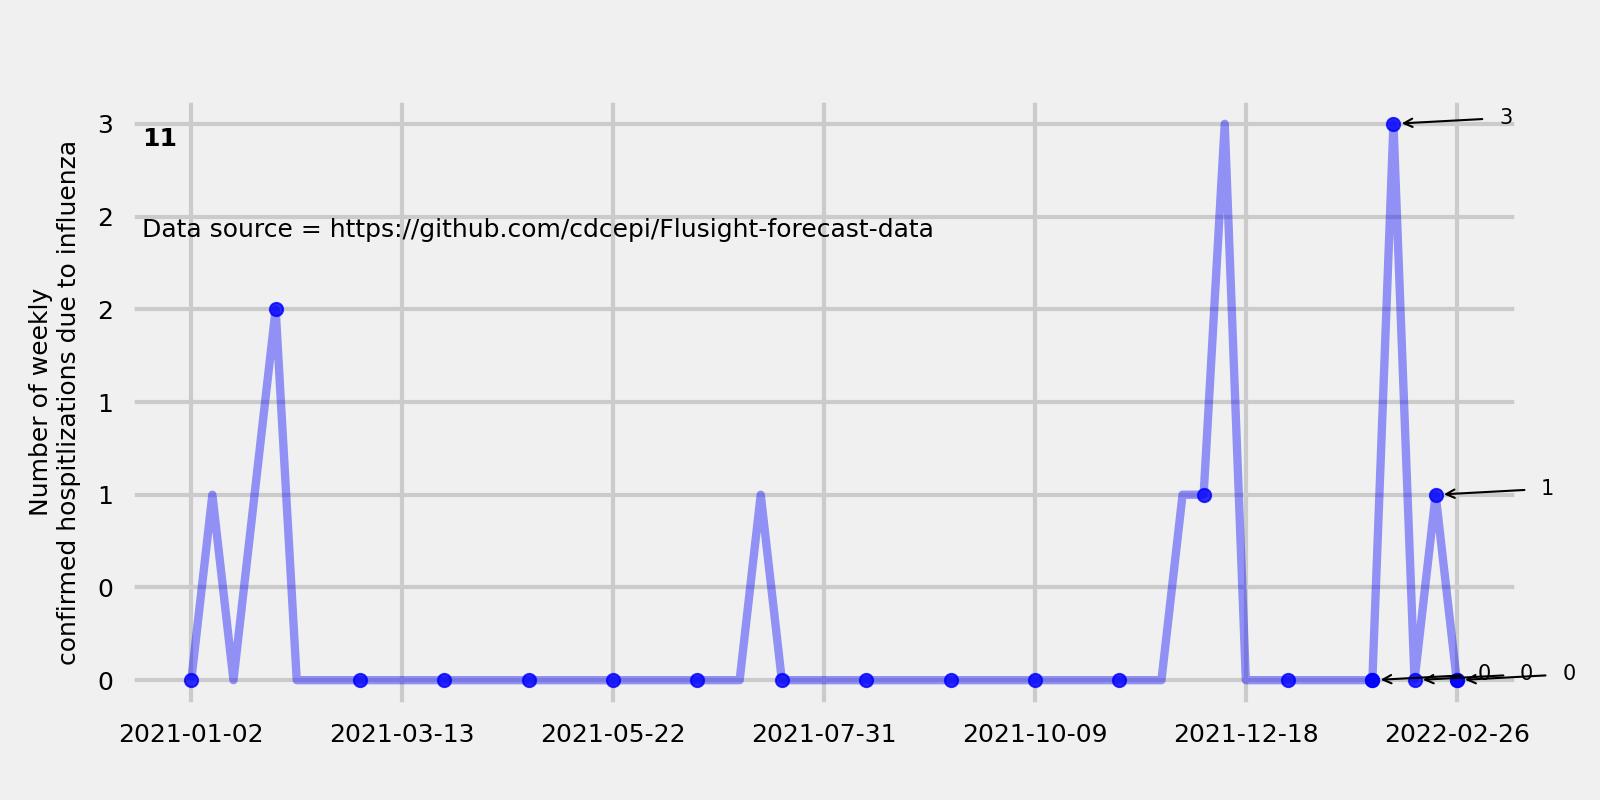 Number of weekly
confirmed hospitlizations due to influenza
3
2
2
1
1
0
0
11
Data source = https://github.com/cdcepi/Flusight-forecast-data
3
1
0 0 0
2021-01-02 2021-03-13 2021-05-22 2021-07-31 2021-10-09 2021-12-18 2022-02-26